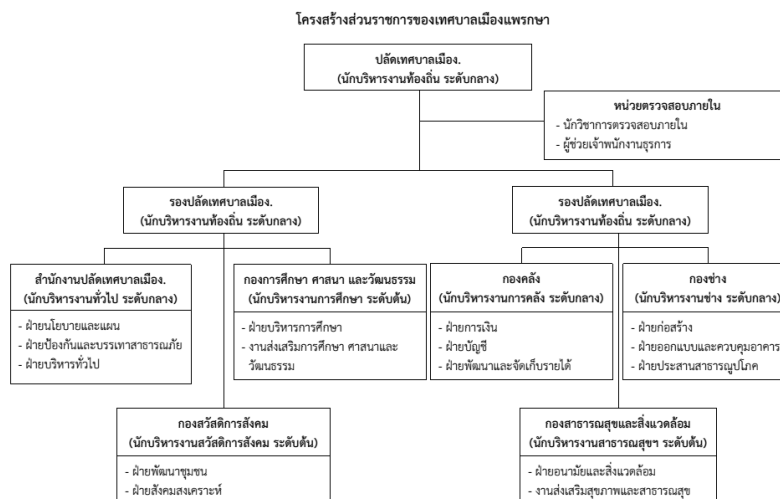 โครงสร้างส่วนราชการของเทศบาลเมืองแพรกษา
ปลัดเทศบาลเมือง.
(นักบริหารงานท้องถิ่น ระดับกลาง)
หน่วยตรวจสอบภายใน
- นักวิชาการตรวจสอบภายใน
- ผู้ช่วยเจ้าพนักงานธุรการ
รองปลัดเทศบาลเมือง.
(นักบริหารงานท้องถิ่น ระดับกลาง)
รองปลัดเทศบาลเมือง.
(นักบริหารงานท้องถิ่น ระดับกลาง)
สำนักงานปลัดเทศบาลเมือง.
(นักบริหารงานทั่วไป ระดับกลาง)
- ฝ่ายนโยบายและแผน
- ฝ่ายป้องกันและบรรเทาสาธารณภัย
- ฝ่ายบริหารทั่วไป
กองการศึกษา ศาสนา และวัฒนธรรม
(นักบริหารงานการศึกษา ระดับต้น)
- ฝ่ายบริหารการศึกษา
- งานส่งเสริมการศึกษา ศาสนาและ
วัฒนธรรม
กองคลัง
(นักบริหารงานการคลัง ระดับกลาง)
- ฝ่ายการเงิน
- ฝ่ายบัญชี
- ฝ่ายพัฒนาและจัดเก็บรายได้
กองช่าง
(นักบริหารงานช่าง ระดับกลาง)
- ฝ่ายก่อสร้าง
- ฝ่ายออกแบบและควบคุมอาคาร
- ฝ่ายประสานสาธารณูปโภค
กองสวัสดิการสังคม
(นักบริหารงานสวัสดิการสังคม ระดับต้น)
- ฝ่ายพัฒนาชุมชน
- ฝ่ายสังคมสงเคราะห์
กองสาธารณสุขและสิ่งแวดล้อม
(นักบริหารงานสาธารณสุขฯ ระดับต้น)
- ฝ่ายอนามัยและสิ่งแวดล้อม
- งานส่งเสริมสุขภาพและสาธารณสุข